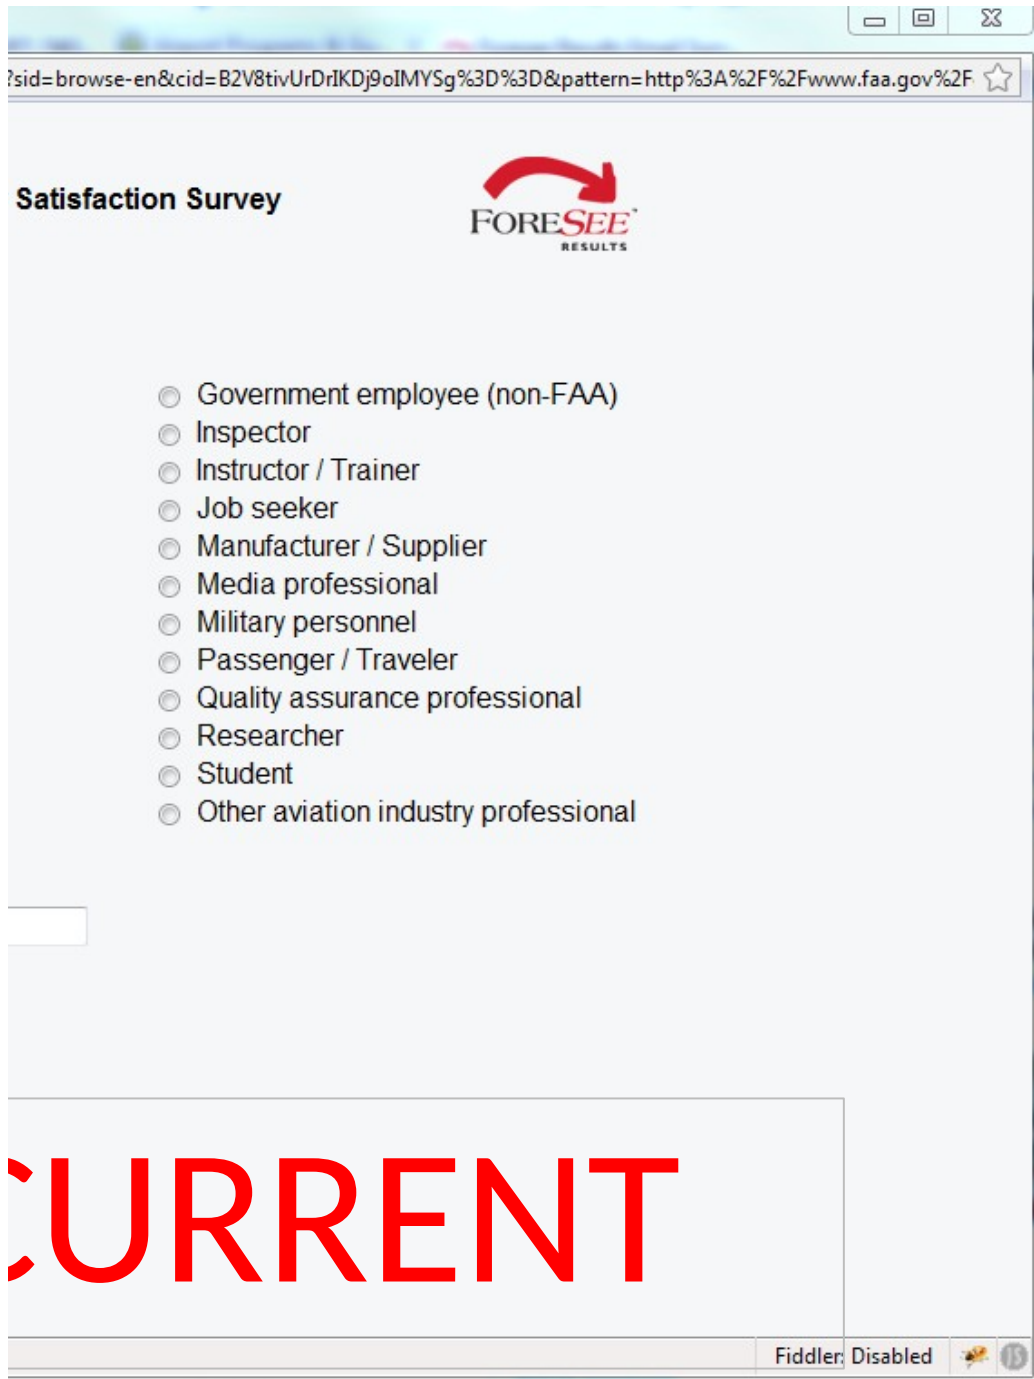 ?sid=browse-en&cid=B2V8tivUrDrIKDj9oIMYSg%3D%3D&pattern=http%3A%2F%2Fwww.faa.gov%2F
Satisfaction Survey
FORESEE
RESULTS
Government employee (non-FAA)
Inspector
Instructor / Trainer
Job seeker
Manufacturer / Supplier
Media professional
Military personnel
Passenger / Traveler
Quality assurance professional
Researcher
Student
Other aviation industry professional
CURRENT
Fiddler: Disabled
JS